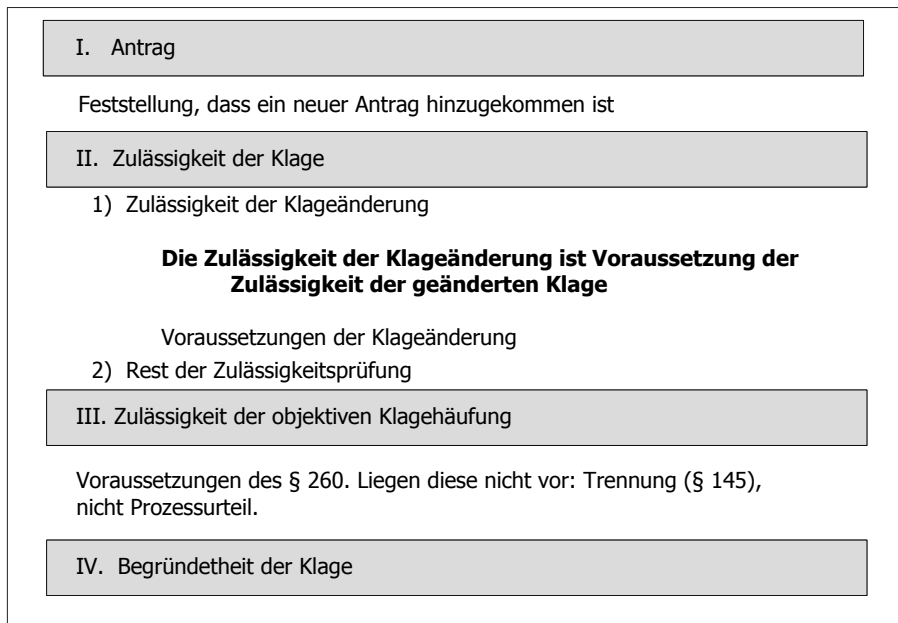 I. Antrag
Feststellung, dass ein neuer Antrag hinzugekommen ist
II. Zulässigkeit der Klage
1) Zulässigkeit der Klageänderung
Die Zulässigkeit der Klageänderung ist Voraussetzung der
Zulässigkeit der geänderten Klage
Voraussetzungen der Klageänderung
2) Rest der Zulässigkeitsprüfung
III. Zulässigkeit der objektiven Klagehäufung
Voraussetzungen des § 260. Liegen diese nicht vor: Trennung (§ 145),
nicht Prozessurteil.
IV. Begründetheit der Klage